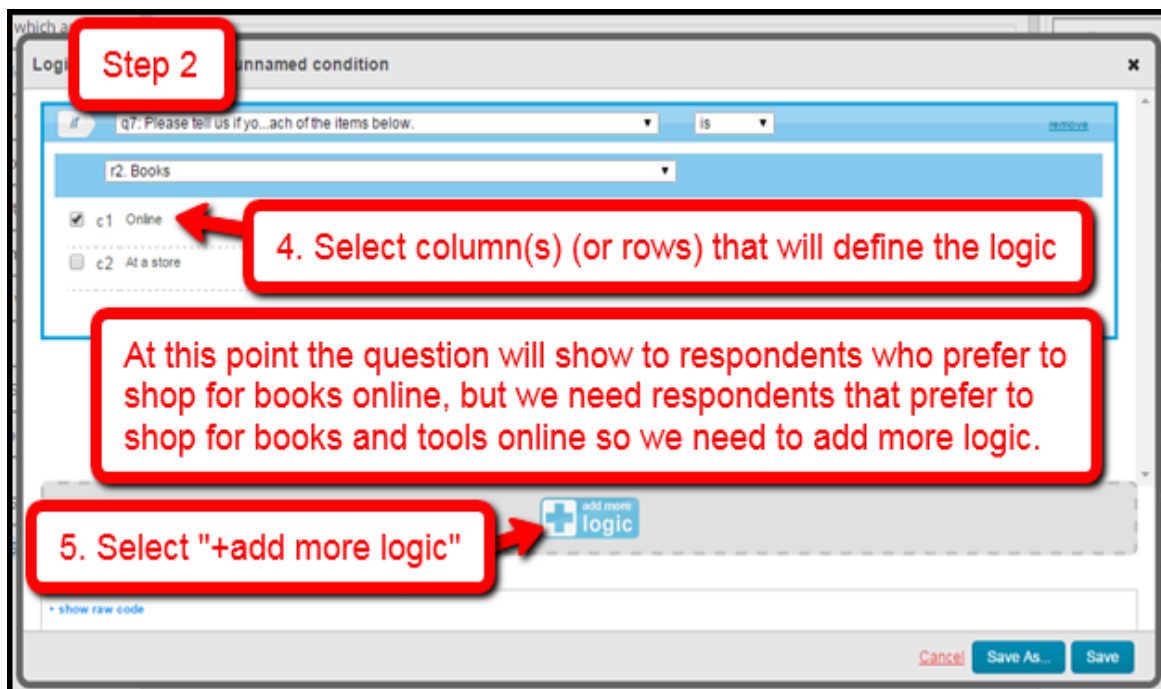 which a
Step 2
Logi unnamed condition
if q7: Please tell us if yo...ach of the items below. is remove
r2. Books
c1 Online
4. Select column(s) (or rows) that will define the logic
c2 At a store
At this point the question will show to respondents who prefer to
shop for books online, but we need respondents that prefer to
shop for books and tools online so we need to add more logic.
add more
logic
5. Select "+add more logic"
+ show raw code
Cancel Save As... Save